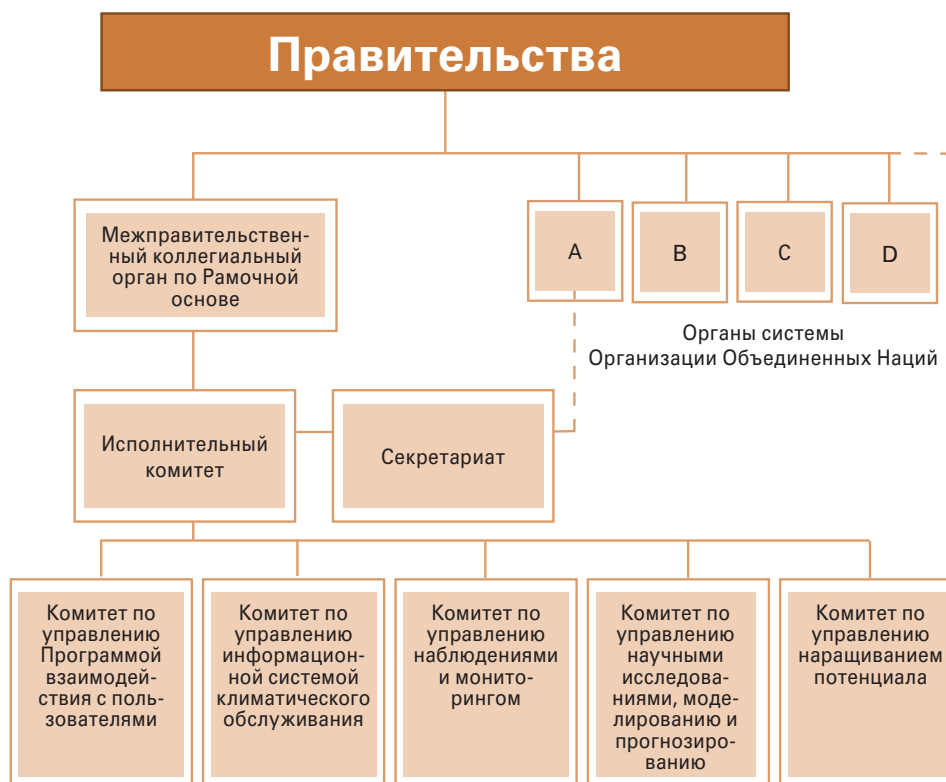 Правительства
Межправительствен-
ный коллегиальный
орган по Рамочной
основе
A
B
C
D
Органы системы
Организации Объединенных Наций
Исполнительный
комитет
Секретариат
Комитет по
управлению
Программой
взаимодей-
ствия с поль-
зователями
Комитет по
управлению
информацион-
ной системой
климатического
обслуживания
Комитет по
управлению
наблюдениями
и монито-
рингом
Комитет по
управлению
научными
исследова-
ниями, моде-
лированию и
прогнозиро-
ванию
Комитет по
управлению
наращиванием
потенциала